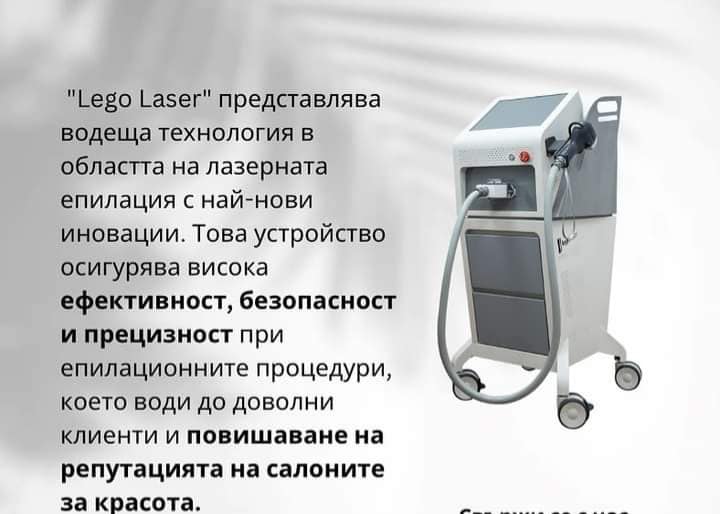 "Lego Laser" представлява
водеща технология в
областта на лазерната
епилация с най-нови
иновации. Това устройство
осигурява висока
ефективност, безопасност
и прецизност при
епилационните процедури,
което води до доволни
клиенти и повишаване на
репутацията на салоните
за красота.